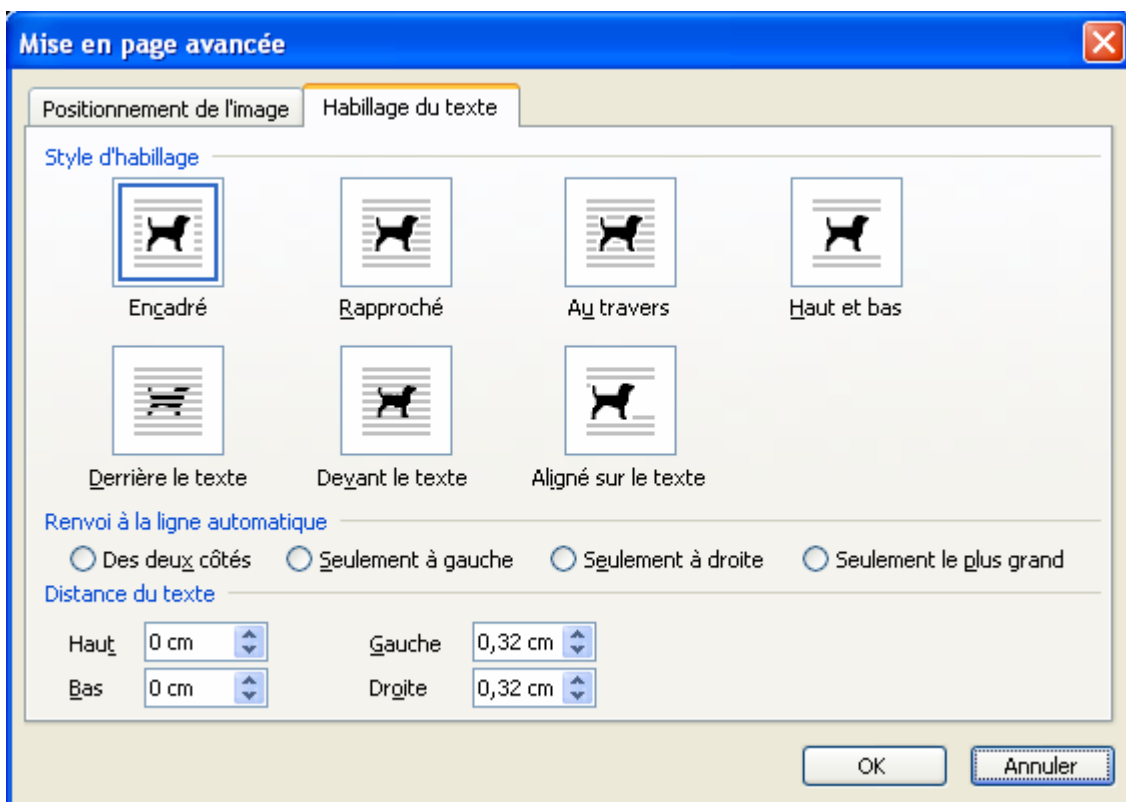 Mise en page avancée
Positionnement de l'image Habillage du texte
Style d'habillage
Encadré Rapproché Au travers Haut et bas
Derrière le texte Devant le texte Aligné sur le texte
Renvoi à la ligne automatique
Des deux côtés Seulement à gauche Seulement à droite Seulement le plus grand
Distance du texte
Haut 0 cm Gauche 0,32 cm
Bas 0 cm Droite 0,32 cm
OK Annuler